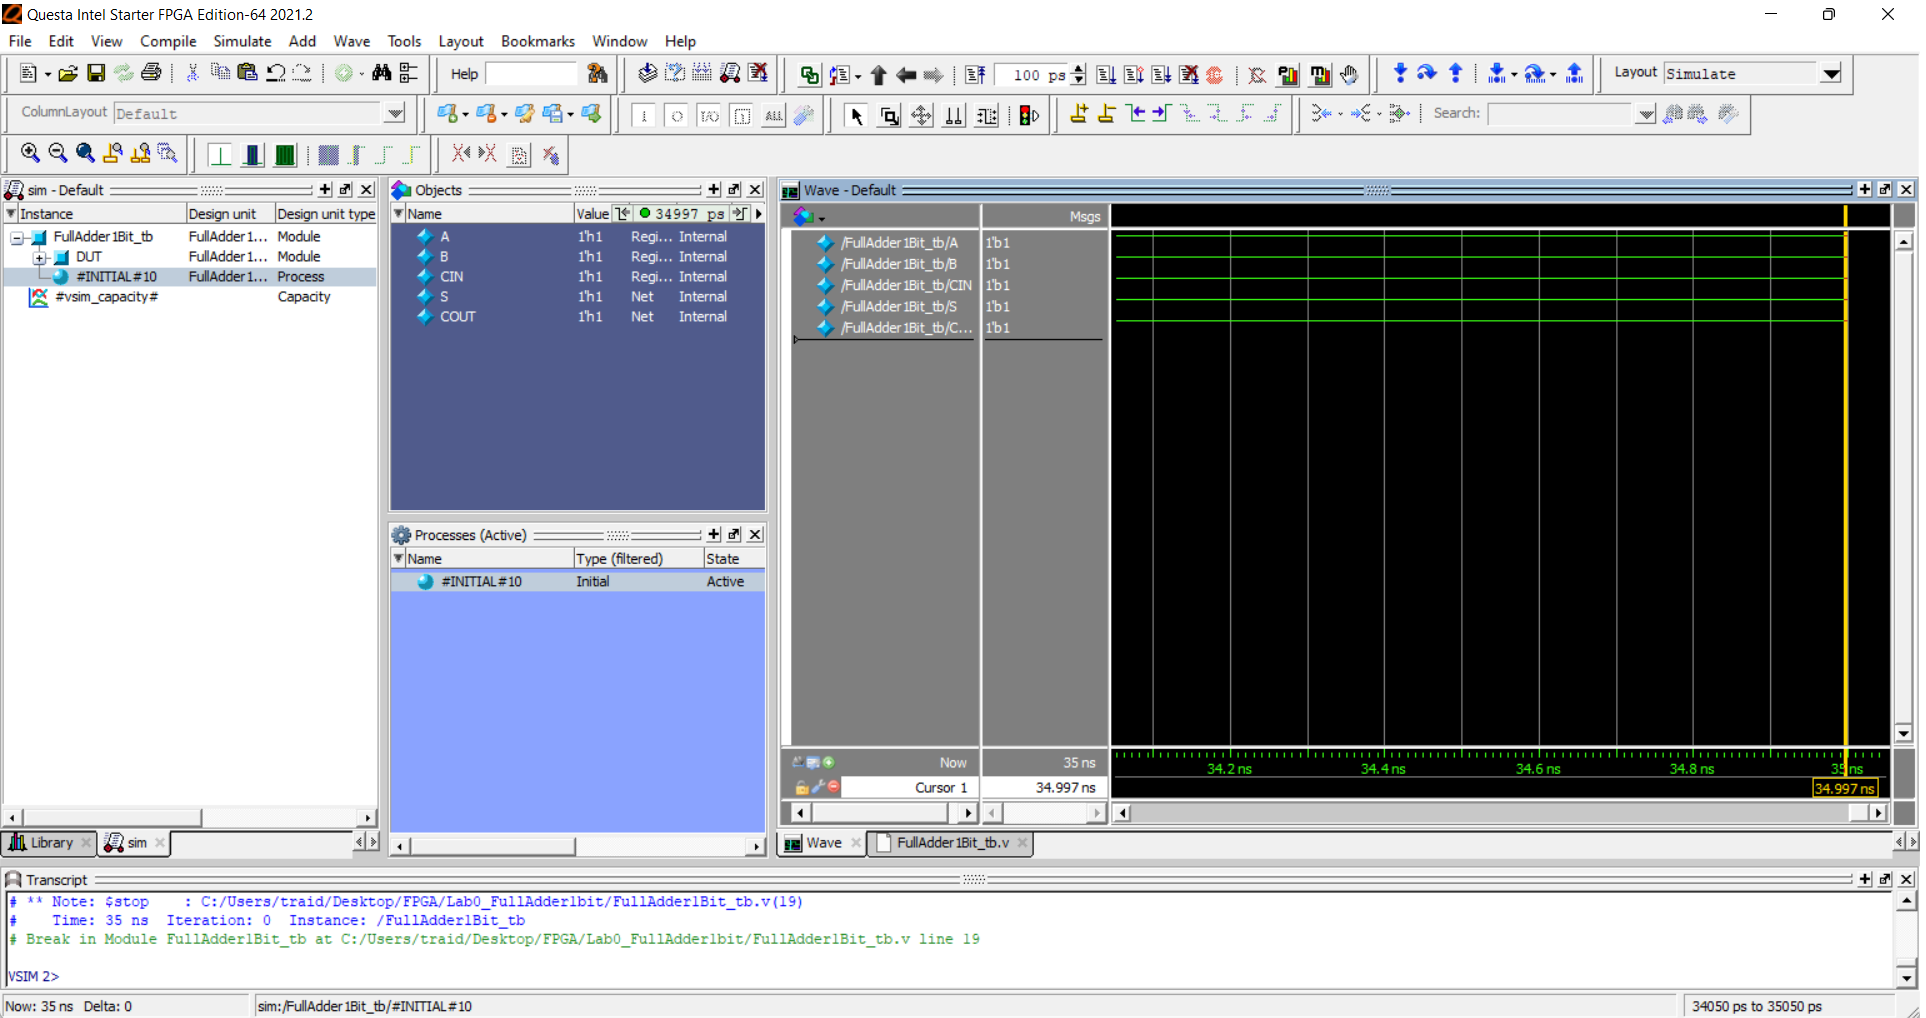 Questa Intel Starter FPGA Edition-64 2021.2
File Edit View Compile Simulate Add Wave Tools Layout Bookmarks Window Help
Help 100 ps Layout Simulate
ColumnLayout Default ALL Search:
sim - Default
Instance Design unit Design unit type
FullAdder1Bit_tb FullAdder1... Module
DUT FullAdder1... Module
#INITIAL#10 FullAdder1... Process
#vsim_capacity# Capacity
Library sim
Objects
Name Value 34997 ps
A 1'h1 Regi... Internal
B 1'h1 Regi... Internal
CIN 1'h1 Regi... Internal
S 1'h1 Net Internal
COUT 1'h1 Net Internal
Processes (Active)
Name Type (filtered) State
#INITIAL#10 Initial Active
Wave - Default
Msgs
/FullAdder1Bit_tb/A 1'b1
/FullAdder1Bit_tb/B 1'b1
/FullAdder1Bit_tb/CIN 1'b1
/FullAdder1Bit_tb/S 1'b1
/FullAdder1Bit_tb/C... 1'b1
Now 35 ns 34.2 ns 34.4 ns 34.6 ns 34.8 ns 35 ns
Cursor 1 34.997 ns 34.997 ns
Wave FullAdder1Bit_tb.v
Transcript
# ** Note: $stop : C:/Users/traid/Desktop/FPGA/Lab0_FullAdder1bit/FullAdder1Bit_tb.v(19)
# Time: 35 ns Iteration: 0 Instance: /FullAdder1Bit_tb
# Break in Module FullAdder1Bit_tb at C:/Users/traid/Desktop/FPGA/Lab0_FullAdder1bit/FullAdder1Bit_tb.v line 19
VSIM 2>
Now: 35 ns Delta: 0 sim:/FullAdder1Bit_tb/#INITIAL#10 34050 ps to 35050 ps